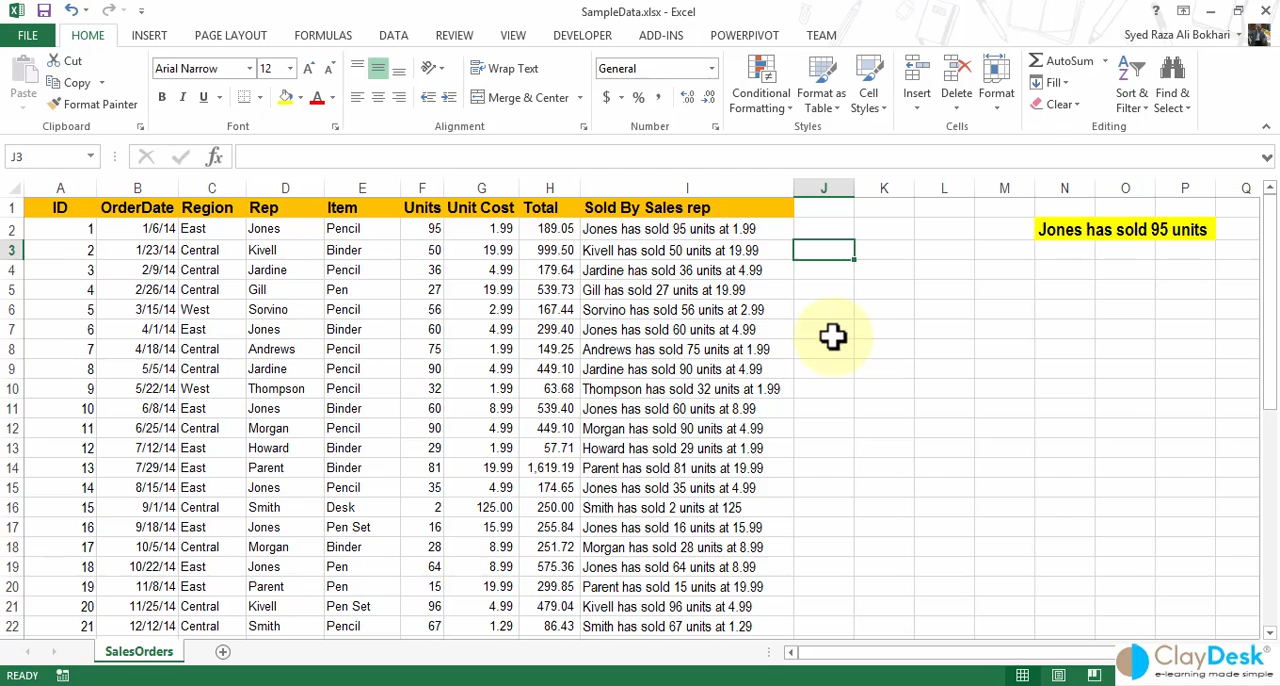 SampleData.xlsx - Excel
FILE HOME INSERT PAGE LAYOUT FORMULAS DATA REVIEW VIEW DEVELOPER ADD-INS POWERPIVOT TEAM Syed Raza Ali Bokhari
Paste Cut Copy Format Painter Clipboard
Arial Narrow 12 B I U Font
Wrap Text Merge & Center Alignment
General $ % , Number
Conditional Formatting Format as Table Cell Styles Styles
Insert Delete Format Cells
AutoSum Fill Clear Sort & Filter Find & Select Editing
J3 fx
A B C D E F G H I J K L M N O P Q
1 ID OrderDate Region Rep Item Units Unit Cost Total Sold By Sales rep
2 1 1/6/14 East Jones Pencil 95 1.99 189.05 Jones has sold 95 units at 1.99 Jones has sold 95 units
3 2 1/23/14 Central Kivell Binder 50 19.99 999.50 Kivell has sold 50 units at 19.99
4 3 2/9/14 Central Jardine Pencil 36 4.99 179.64 Jardine has sold 36 units at 4.99
5 4 2/26/14 Central Gill Pen 27 19.99 539.73 Gill has sold 27 units at 19.99
6 5 3/15/14 West Sorvino Pencil 56 2.99 167.44 Sorvino has sold 56 units at 2.99
7 6 4/1/14 East Jones Binder 60 4.99 299.40 Jones has sold 60 units at 4.99
8 7 4/18/14 Central Andrews Pencil 75 1.99 149.25 Andrews has sold 75 units at 1.99
9 8 5/5/14 Central Jardine Pencil 90 4.99 449.10 Jardine has sold 90 units at 4.99
10 9 5/22/14 West Thompson Pencil 32 1.99 63.68 Thompson has sold 32 units at 1.99
11 10 6/8/14 East Jones Binder 60 8.99 539.40 Jones has sold 60 units at 8.99
12 11 6/25/14 Central Morgan Pencil 90 4.99 449.10 Morgan has sold 90 units at 4.99
13 12 7/12/14 East Howard Binder 29 1.99 57.71 Howard has sold 29 units at 1.99
14 13 7/29/14 East Parent Binder 81 19.99 1,619.19 Parent has sold 81 units at 19.99
15 14 8/15/14 East Jones Pencil 35 4.99 174.65 Jones has sold 35 units at 4.99
16 15 9/1/14 Central Smith Desk 2 125.00 250.00 Smith has sold 2 units at 125
17 16 9/18/14 East Jones Pen Set 16 15.99 255.84 Jones has sold 16 units at 15.99
18 17 10/5/14 Central Morgan Binder 28 8.99 251.72 Morgan has sold 28 units at 8.99
19 18 10/22/14 East Jones Pen 64 8.99 575.36 Jones has sold 64 units at 8.99
20 19 11/8/14 East Parent Pen 15 19.99 299.85 Parent has sold 15 units at 19.99
21 20 11/25/14 Central Kivell Pen Set 96 4.99 479.04 Kivell has sold 96 units at 4.99
22 21 12/12/14 Central Smith Pencil 67 1.29 86.43 Smith has sold 67 units at 1.29
SalesOrders
ClayDesk®
e-learning made simple
READY